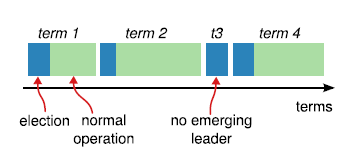 term 1 term 2 t3 term 4
terms
election normal no emerging
operation leader